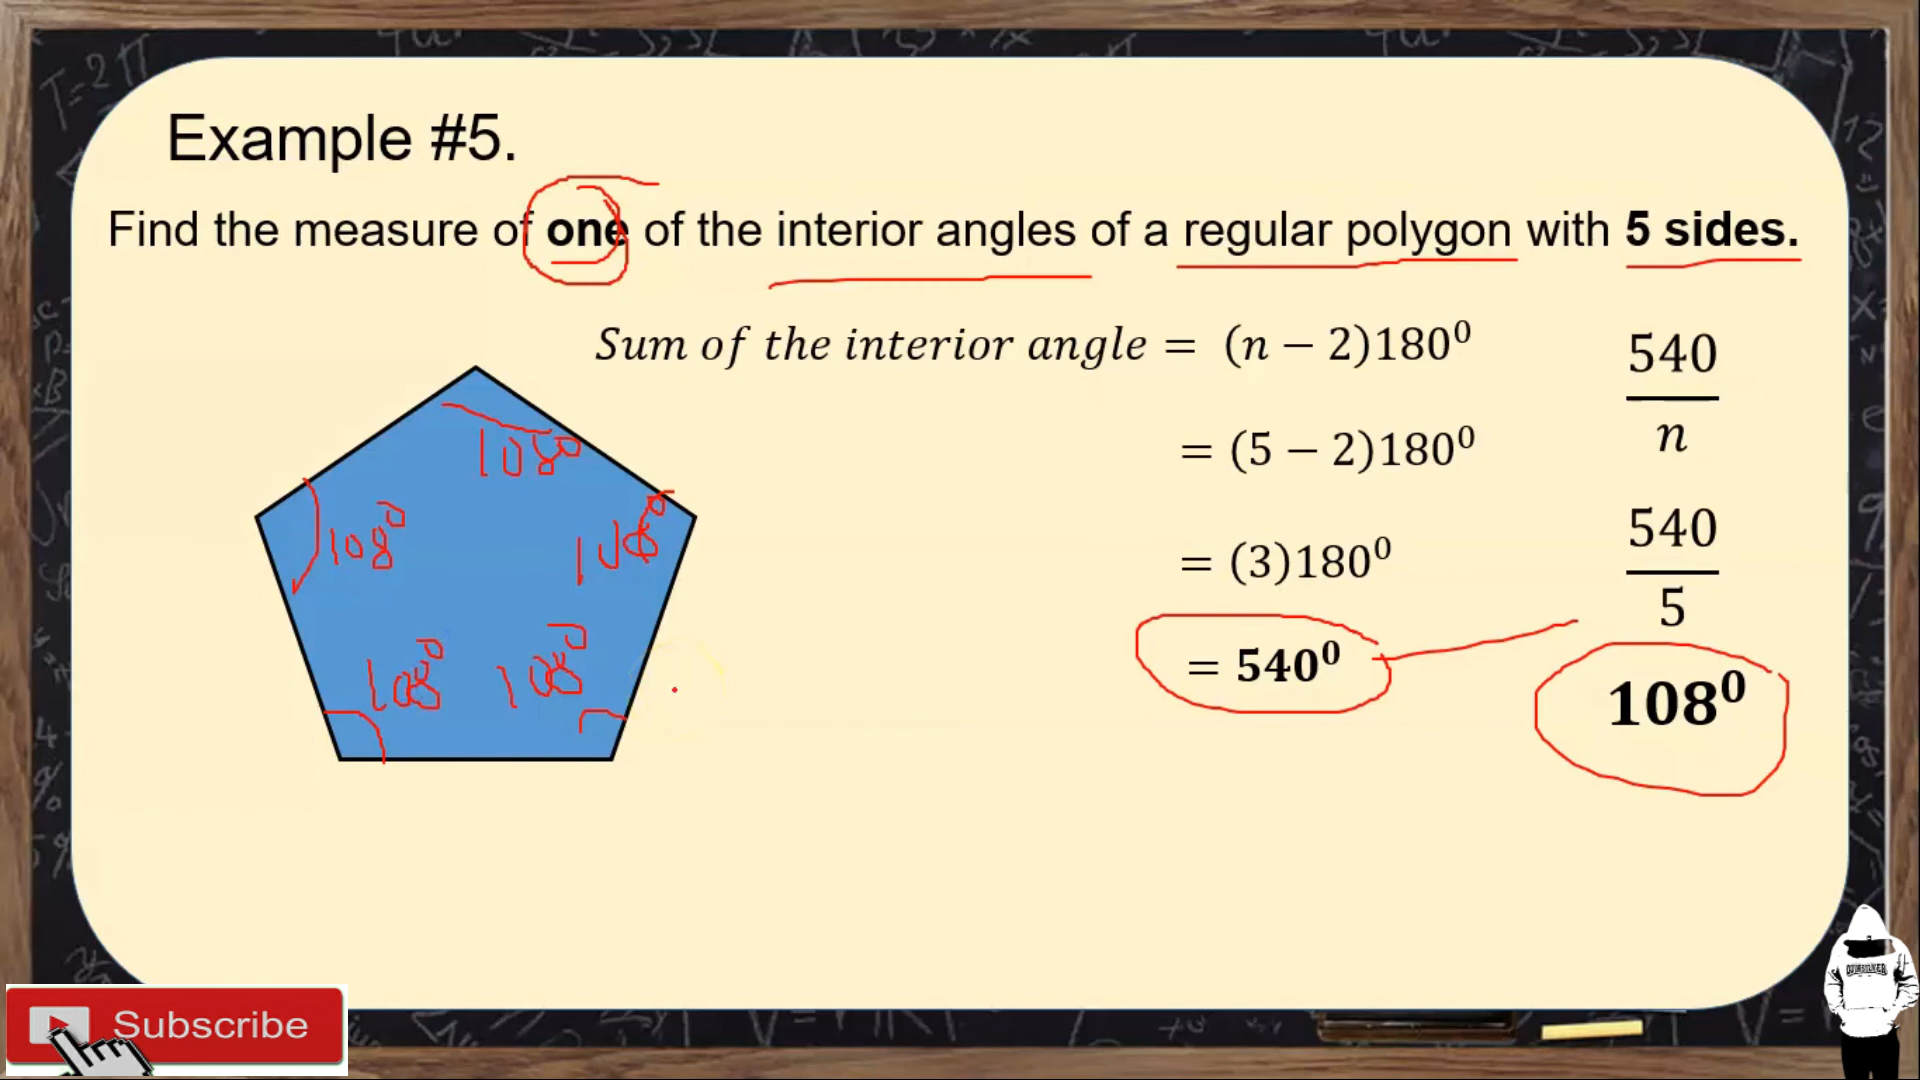 Example #5.
Find the measure of one of the interior angles of a regular polygon with 5 sides.
Sum of the interior angle = (n − 2)180⁰
= (5 − 2)180⁰
= (3)180⁰
= 540⁰
540
n
540
5
108⁰
108⁰
108⁰
108⁰
108⁰
108⁰
Subscribe
T=2π
QUIKSILVER